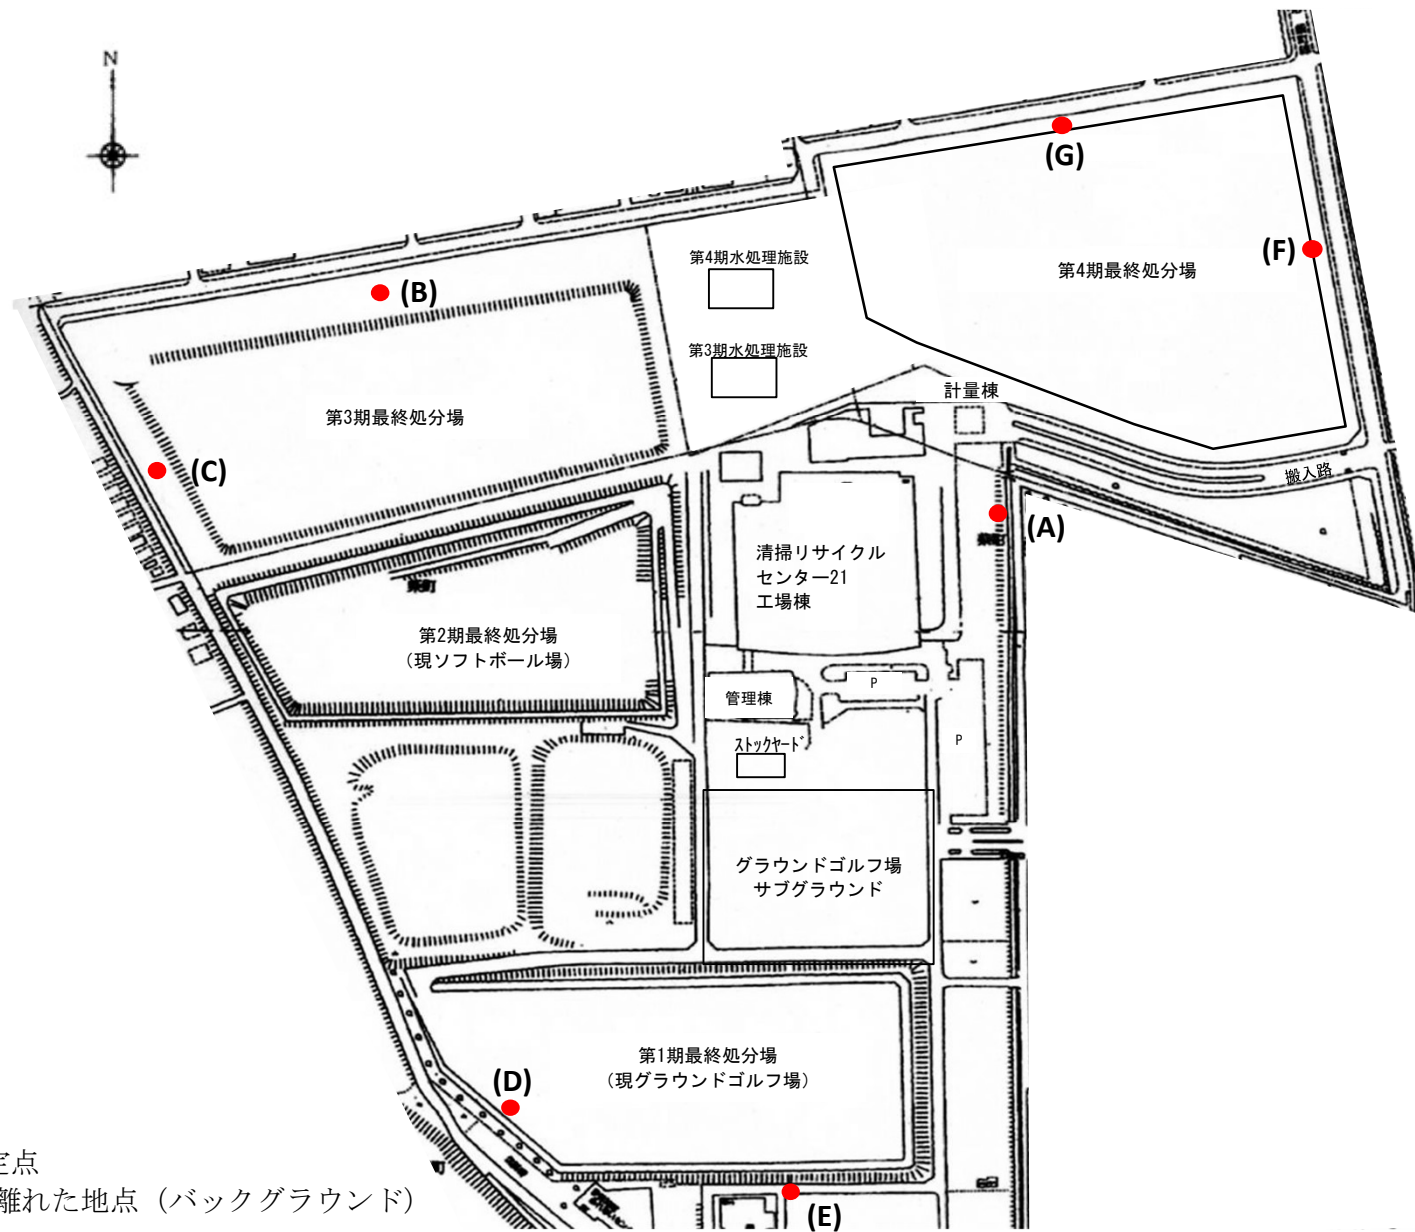 N
(G)
(F)
第4期水処理施設
第4期最終処分場
(B)
第3期水処理施設
計量棟
第3期最終処分場
(C)
搬入路
(A)
清掃リサイクル
センター21
工場棟
第2期最終処分場
(現ソフトボール場)
P
管理棟
P
ストックヤード
グラウンドゴルフ場
サブグラウンド
第1期最終処分場
(現グラウンドゴルフ場)
(D)
定点
離れた地点（バックグラウンド）
(E)